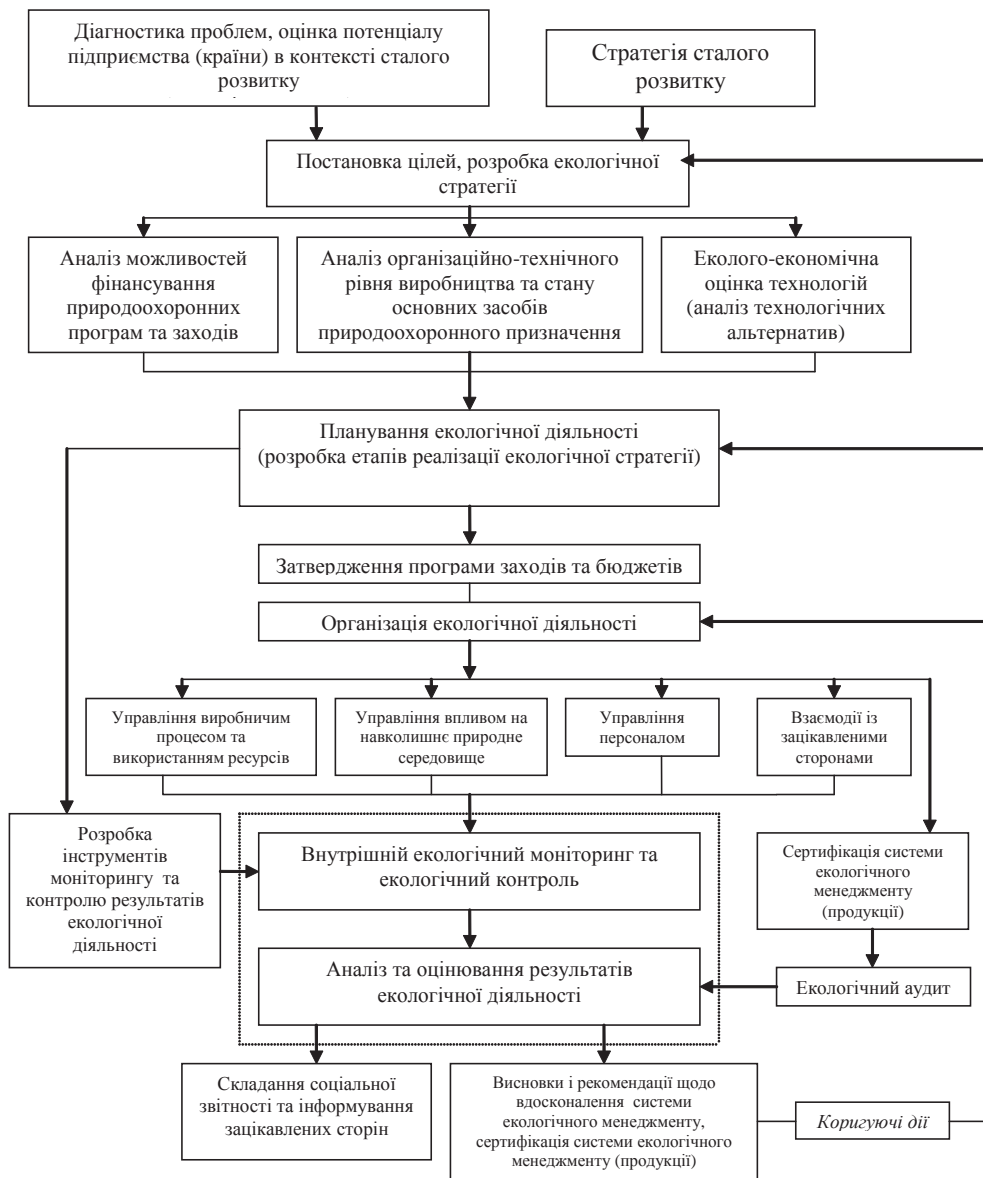 Діагностика проблем, оцінка потенціалу
підприємства (країни) в контексті сталого
розвитку
Стратегія сталого
розвитку
Постановка цілей, розробка екологічної
стратегії
Аналіз можливостей
фінансування
природоохоронних
програм та заходів
Аналіз організаційно-технічного
рівня виробництва та стану
основних засобів
природоохоронного призначення
Еколого-економічна
оцінка технологій
(аналіз технологічних
альтернатив)
Планування екологічної діяльності
(розробка етапів реалізації екологічної стратегії)
Затвердження програми заходів та бюджетів
Організація екологічної діяльності
Управління виробничим
процесом та
використанням ресурсів
Управління впливом на
навколишнє природне
середовище
Управління
персоналом
Взаємодії із
зацікавленими
сторонами
Розробка
інструментів
моніторингу та
контролю результатів
екологічної
діяльності
Внутрішній екологічний моніторинг та
екологічний контроль
Сертифікація системи
екологічного
менеджменту
(продукції)
Аналіз та оцінювання результатів
екологічної діяльності
Екологічний аудит
Складання соціальної
звітності та інформування
зацікавлених сторін
Висновки і рекомендації щодо
вдосконалення системи
екологічного менеджменту,
сертифікація системи екологічного
менеджменту (продукції)
Коригуючі дії